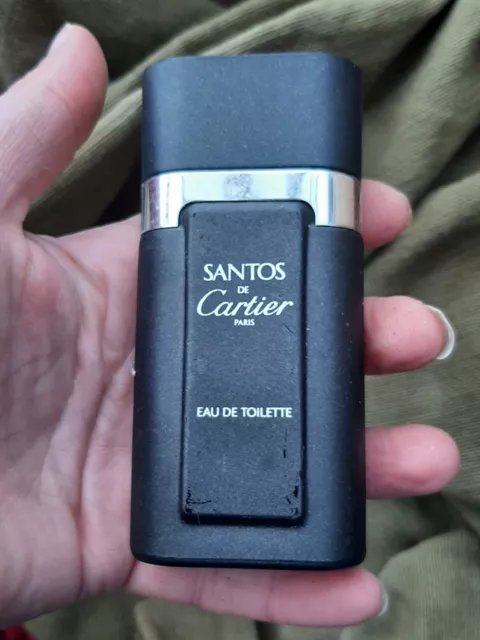 SANTOS
DE
Cartier
PARIS
EAU DE TOILETTE